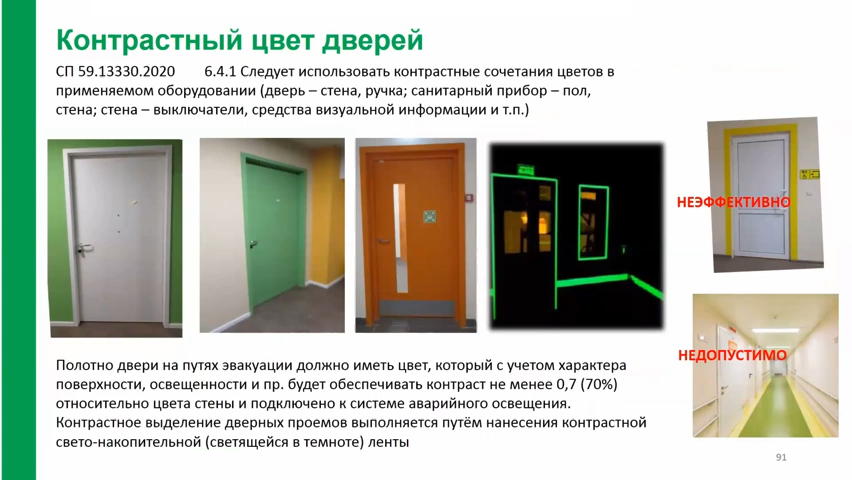 Контрастный цвет дверей
СП 59.13330.2020 6.4.1 Следует использовать контрастные сочетания цветов в
применяемом оборудовании (дверь – стена, ручка; санитарный прибор – пол,
стена; стена – выключатели, средства визуальной информации и т.п.)
НЕЭФФЕКТИВНО
НЕДОПУСТИМО
Полотно двери на путях эвакуации должно иметь цвет, который с учетом характера
поверхности, освещенности и пр. будет обеспечивать контраст не менее 0,7 (70%)
относительно цвета стены и подключено к системе аварийного освещения.
Контрастное выделение дверных проемов выполняется путём нанесения контрастной
свето-накопительной (светящейся в темноте) ленты
91